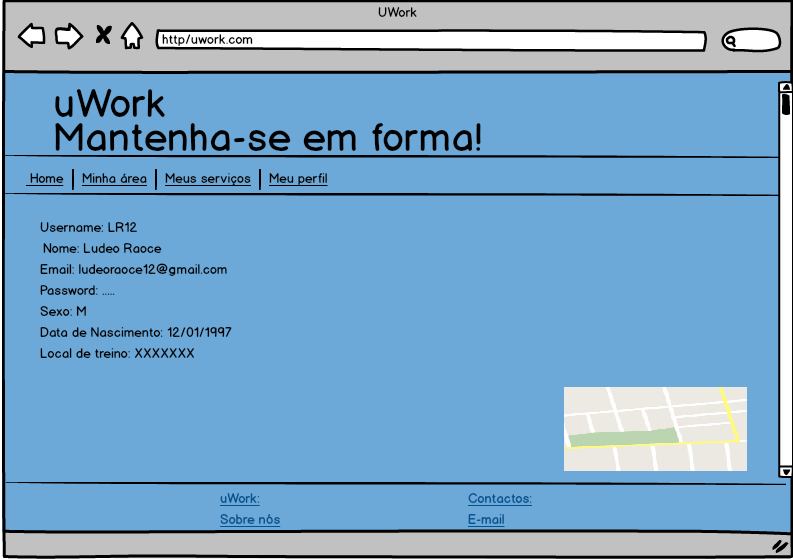 UWork
http/uwork.com
uWork
Mantenha-se em forma!
Home | Minha área | Meus serviços | Meu perfil
Username: LR12
Nome: Ludeo Raoce
Email: ludeoraoce12@gmail.com
Password: .....
Sexo: M
Data de Nascimento: 12/01/1997
Local de treino: XXXXXXX
uWork: Contactos:
Sobre nós E-mail